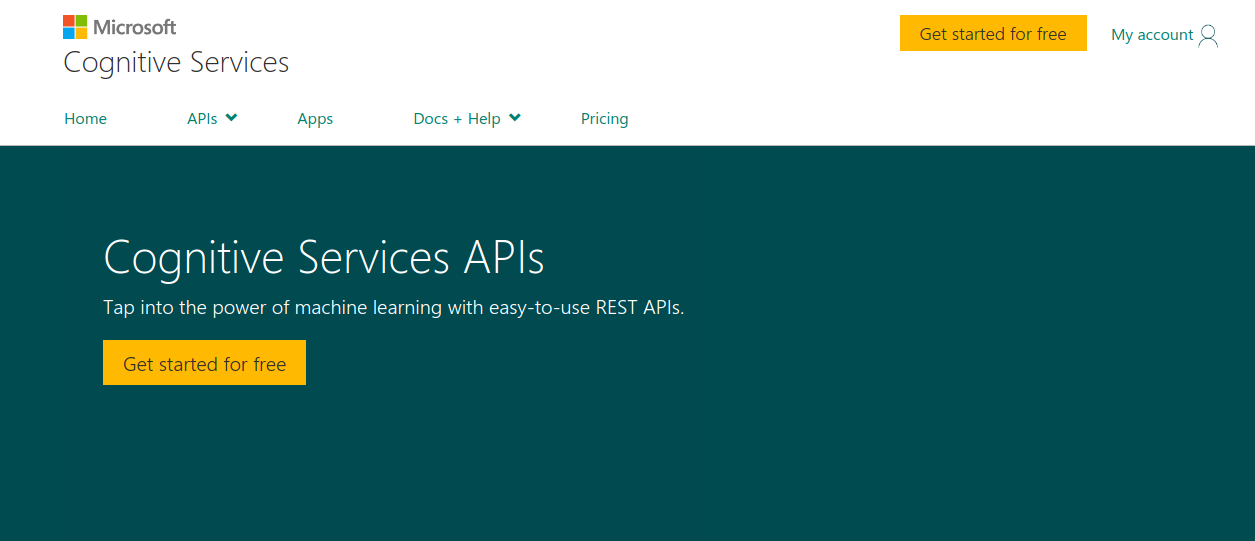 Microsoft
Cognitive Services
Get started for free
My account
Home
APIs
Apps
Docs + Help
Pricing
Cognitive Services APIs
Tap into the power of machine learning with easy-to-use REST APIs.
Get started for free